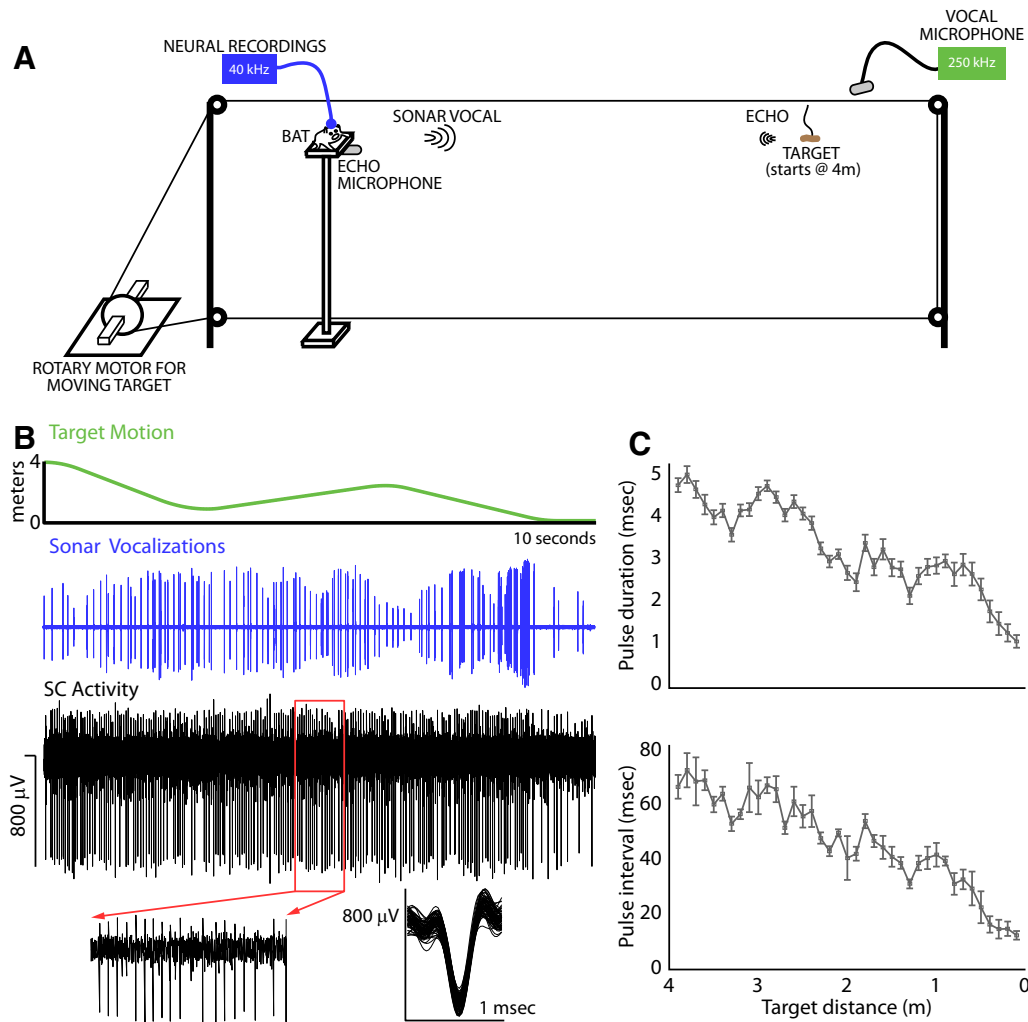 A
NEURAL RECORDINGS
40 kHz
VOCAL
MICROPHONE
250 kHz
BAT
SONAR VOCAL
ECHO
ECHO
MICROPHONE
TARGET
(starts @ 4m)
ROTARY MOTOR FOR
MOVING TARGET
B
Target Motion
meters
4
0
10 seconds
Sonar Vocalizations
SC Activity
800 μV
800 μV
1 msec
C
Pulse duration (msec)
5
4
3
2
1
0
Pulse interval (msec)
80
60
40
20
0
4
3
2
1
0
Target distance (m)